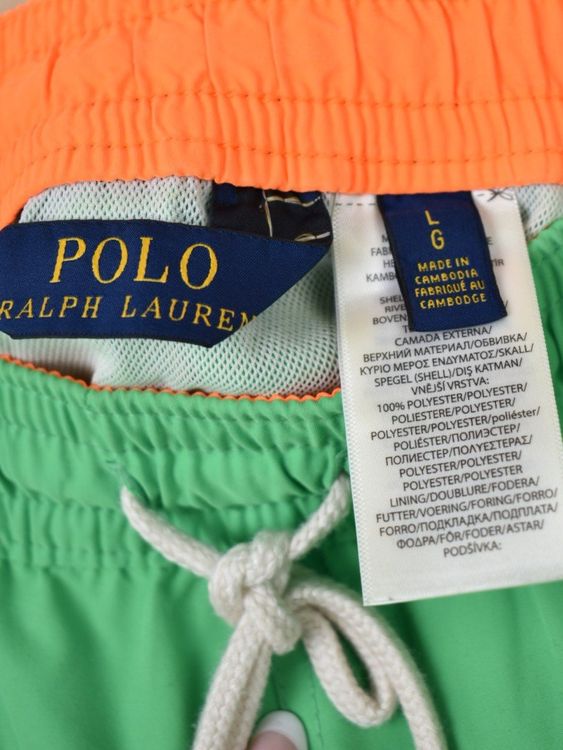 POLO
RALPH LAUREN
L
G
MADE IN
CAMBODIA
FABRIQUÉ AU
CAMBODGE
CAMADA EXTERNA/
ВЕРХНИЙ МАТЕРИАЛ/ОБВИВКА/
ΚΥΡΙΟ ΜΕΡΟΣ ΕΝΔΥΜΑΤΟΣ/SKALL/
SPEGEL (SHELL)/DIŞ KATMAN/
VNĚJŠÍ VRSTVA:
100% POLYESTER/POLYESTER/
POLIESTERE/POLYESTER/
POLYESTER/POLYESTER/poliéster/
POLIÉSTER/ПОЛИЭСТЕР/
ПОЛИЕСТЕР/ΠΟΛΥΕΣΤΕΡΑΣ/
POLYESTER/POLYESTER/
POLYESTER/POLYESTER
LINING/DOUBLURE/FODERA/
FUTTER/VOERING/FORING/FORRO/
FORRO/ПОДКЛАДКА/ПОДПЛАТА/
ΦΟΔΡΑ/FÔR/FODER/ASTAR/
PODŠÍVKA: